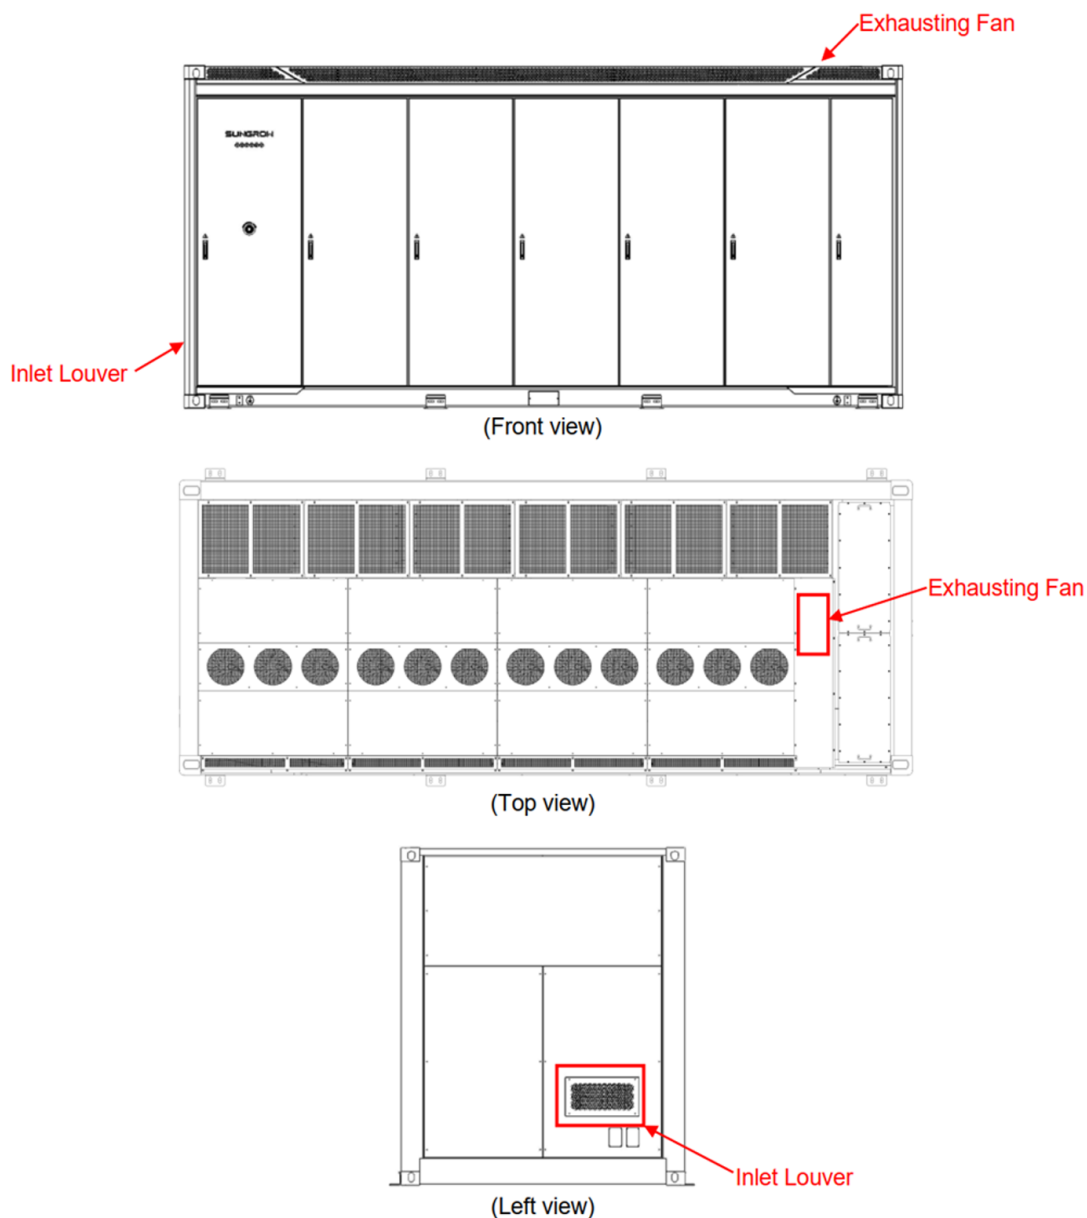 Exhausting Fan
SUNGROW
Inlet Louver
(Front view)
Exhausting Fan
(Top view)
Inlet Louver
(Left view)